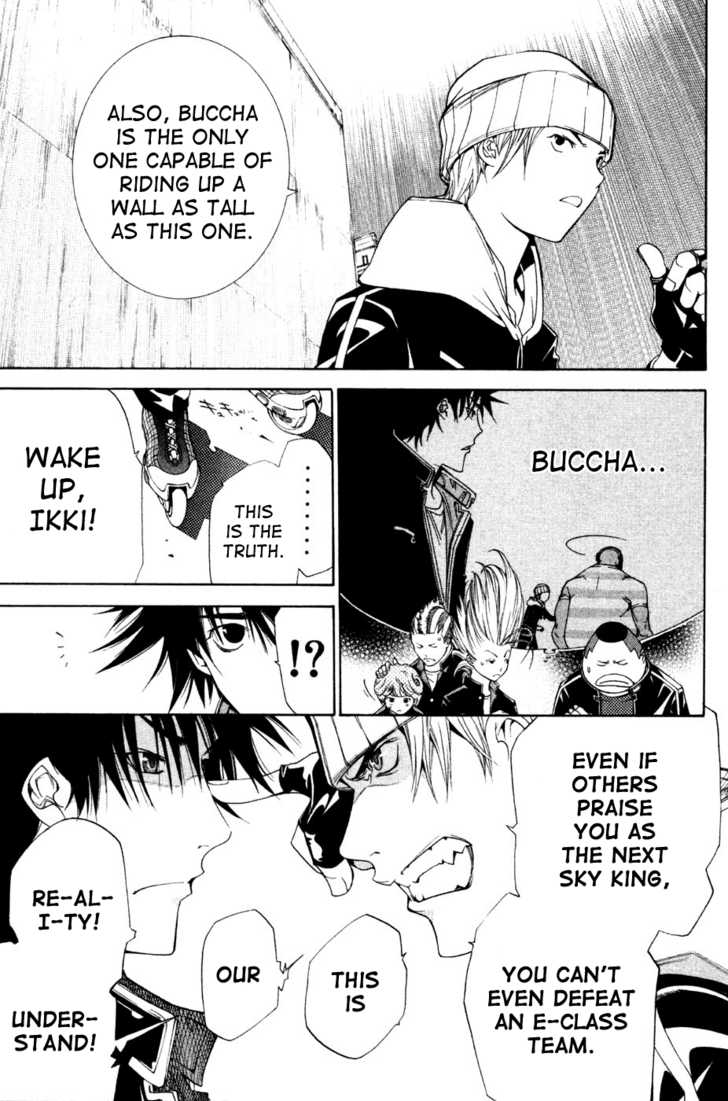 ALSO, BUCCHA
IS THE ONLY
ONE CAPABLE OF
RIDING UP A
WALL AS TALL
AS THIS ONE.
BUCCHA...
........
THIS
IS THE
TRUTH.
WAKE
UP,
IKKI!
!?
EVEN IF
OTHERS
PRAISE
YOU AS
THE NEXT
SKY KING,
YOU CAN'T
EVEN DEFEAT
AN E-CLASS
TEAM.
THIS
IS
OUR
RE-AL-
I-TY!
UNDER-
STAND!